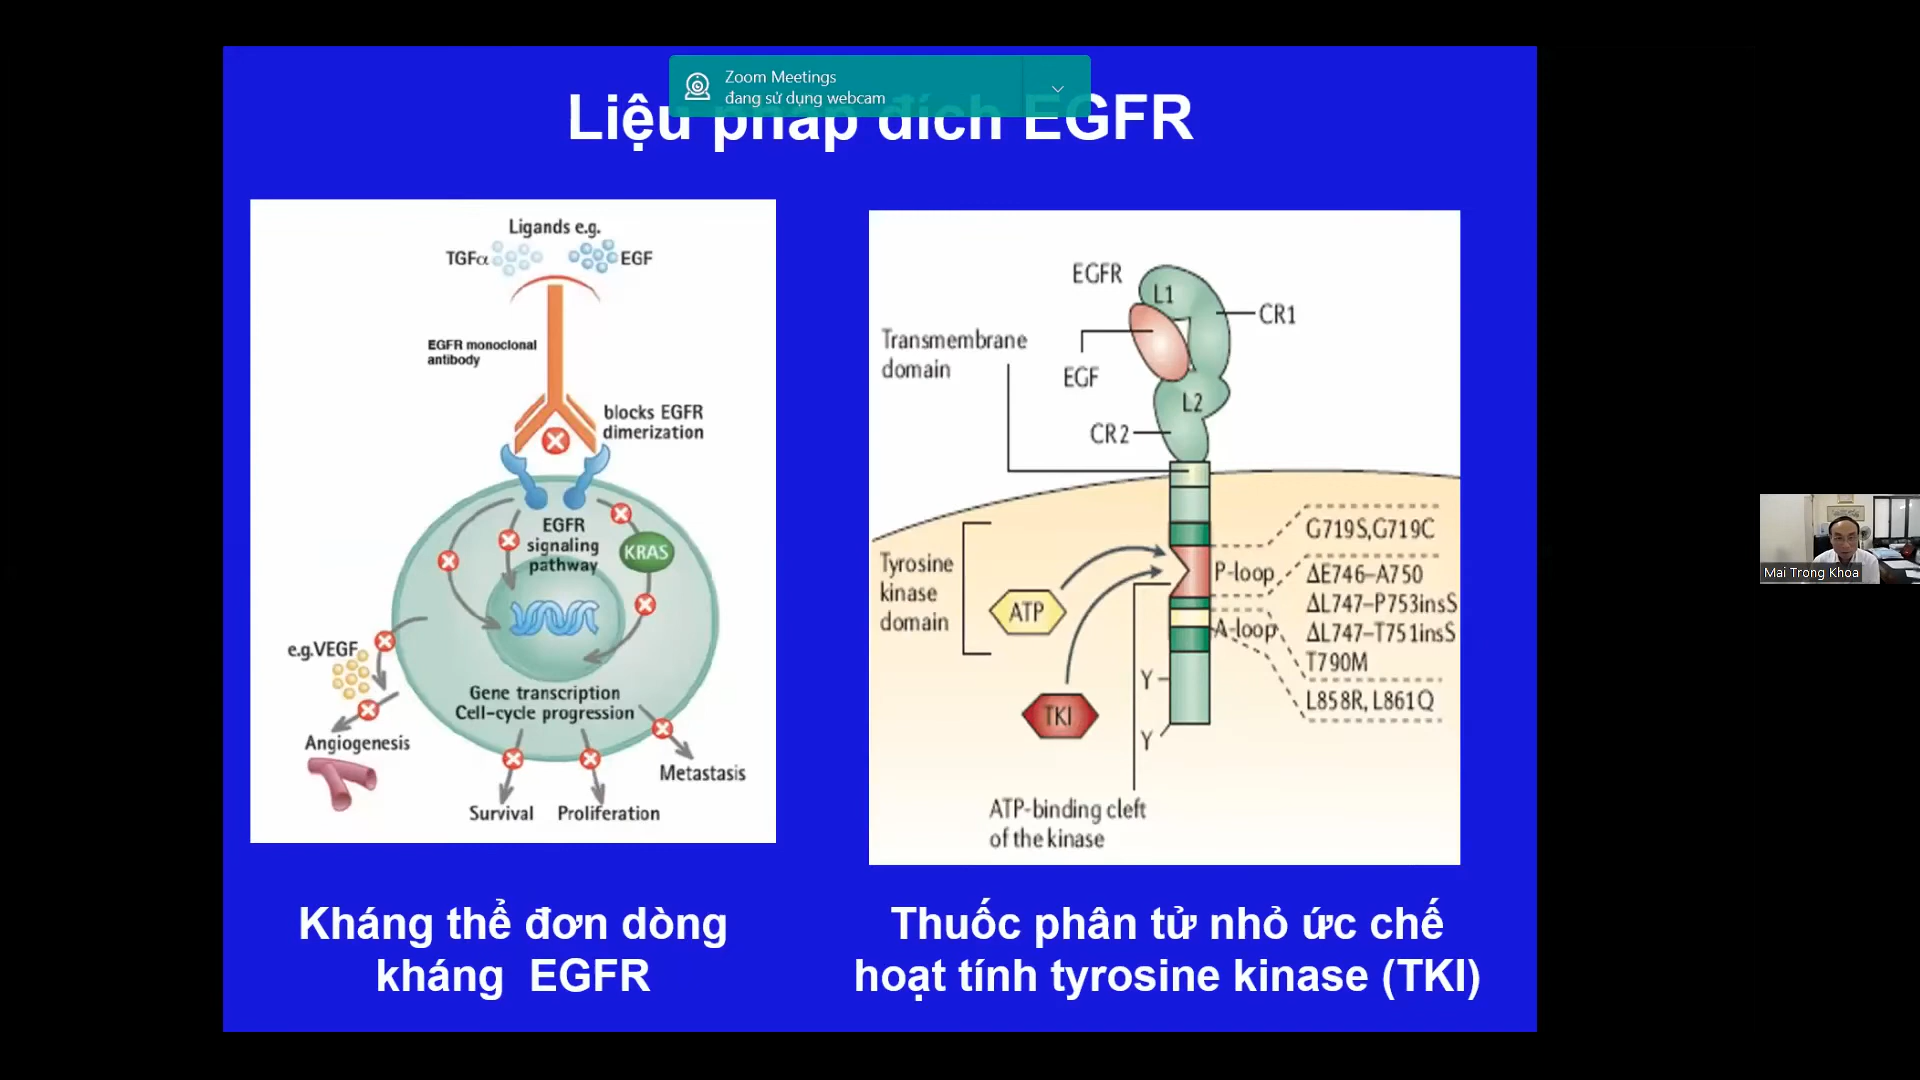 Zoom Meetings
đang sử dụng webcam
Liệu pháp đích EGFR
Ligands e.g.
TGFα
EGF
EGFR monoclonal
antibody
blocks EGFR
dimerization
EGFR
signaling
pathway
KRAS
e.g.VEGF
Gene transcription
Cell-cycle progression
Angiogenesis
Metastasis
Survival
Proliferation
EGFR
L1
CR1
Transmembrane
domain
EGF
L2
CR2
Tyrosine
kinase
domain
ATP
TKI
P-loop
A-loop
G719S,G719C
ΔE746–A750
ΔL747–P753insS
ΔL747–T751insS
T790M
L858R, L861Q
Y
Y
ATP-binding cleft
of the kinase
Kháng thể đơn dòng
kháng EGFR
Thuốc phân tử nhỏ ức chế
hoạt tính tyrosine kinase (TKI)
Mai Trong Khoa